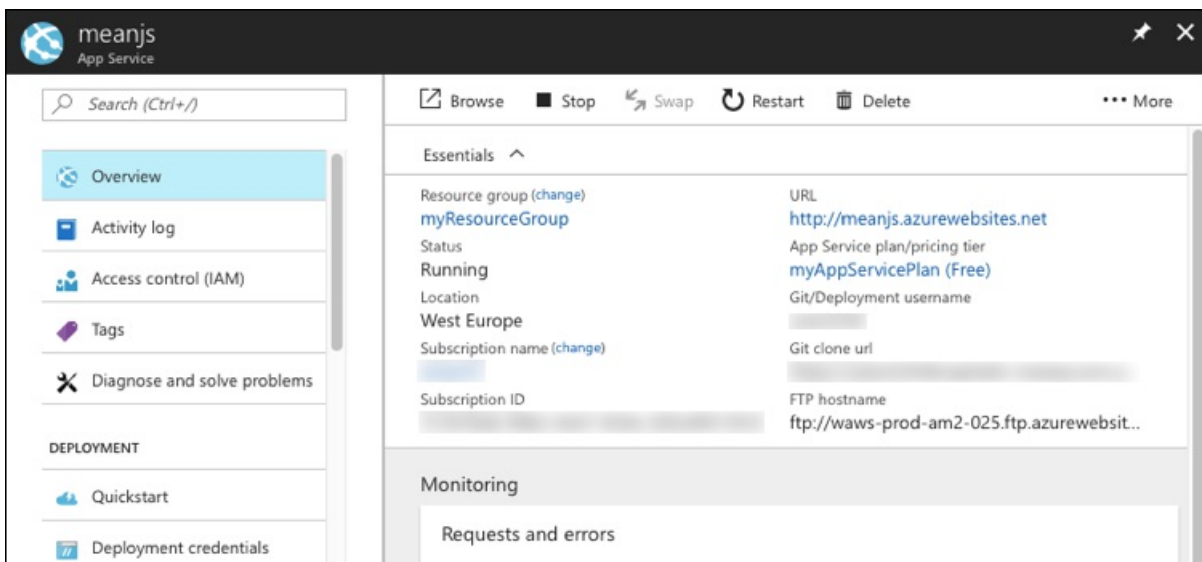 meanjs
App Service
Search (Ctrl+/)
Overview
Activity log
Access control (IAM)
Tags
Diagnose and solve problems
DEPLOYMENT
Quickstart
Deployment credentials
Browse Stop Swap Restart Delete ••• More
Essentials
Resource group (change)
myResourceGroup
Status
Running
Location
West Europe
Subscription name (change)
Subscription ID
URL
http://meanjs.azurewebsites.net
App Service plan/pricing tier
myAppServicePlan (Free)
Git/Deployment username
Git clone url
FTP hostname
ftp://waws-prod-am2-025.ftp.azurewebsit...
Monitoring
Requests and errors